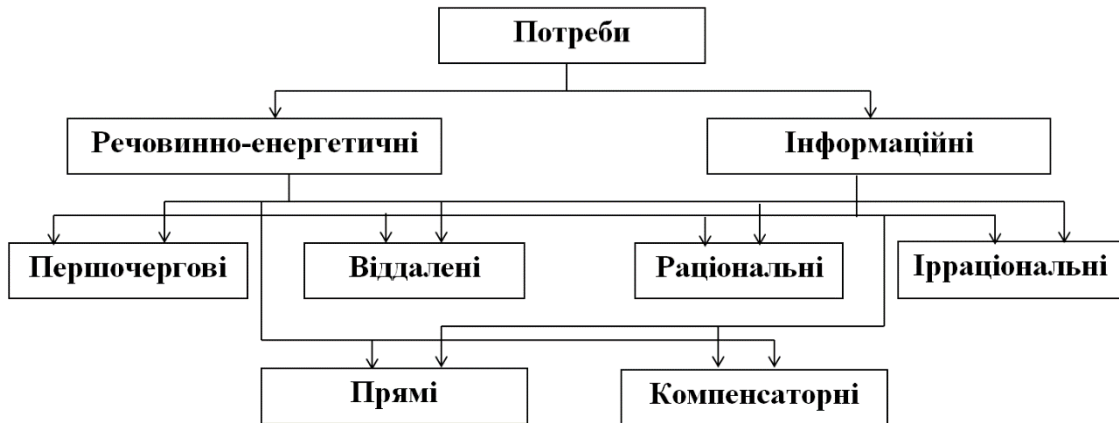 Потреби
Речовинно-енергетичні
Інформаційні
Першочергові
Віддалені
Раціональні
Ірраціональні
Прямі
Компенсаторні